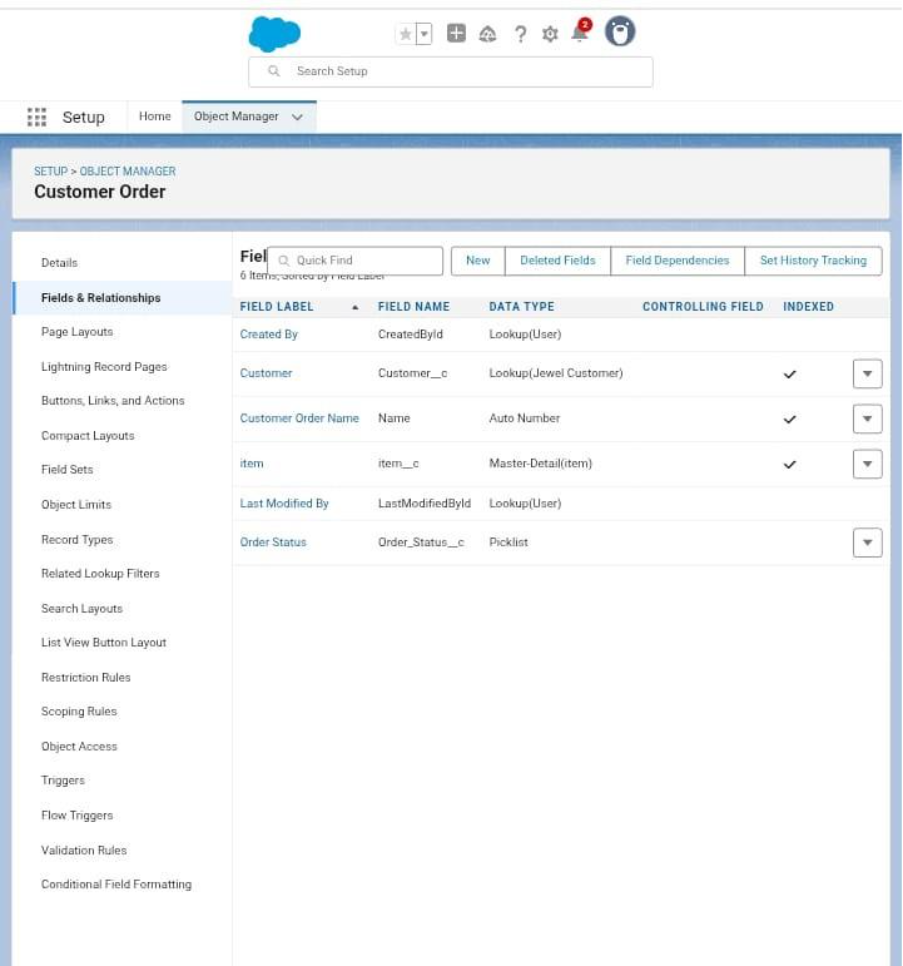 2
Search Setup
Setup Home Object Manager
SETUP > OBJECT MANAGER
Customer Order
Details
Fields & Relationships
Page Layouts
Lightning Record Pages
Buttons, Links, and Actions
Compact Layouts
Field Sets
Object Limits
Record Types
Related Lookup Filters
Search Layouts
List View Button Layout
Restriction Rules
Scoping Rules
Object Access
Triggers
Flow Triggers
Validation Rules
Conditional Field Formatting
Fiel Quick Find New Deleted Fields Field Dependencies Set History Tracking
6 Items, Sorted by Field Label
FIELD LABEL FIELD NAME DATA TYPE CONTROLLING FIELD INDEXED
Created By CreatedById Lookup(User)
Customer Customer__c Lookup(Jewel Customer)
Customer Order Name Name Auto Number
item item__c Master-Detail(item)
Last Modified By LastModifiedById Lookup(User)
Order Status Order_Status__c Picklist